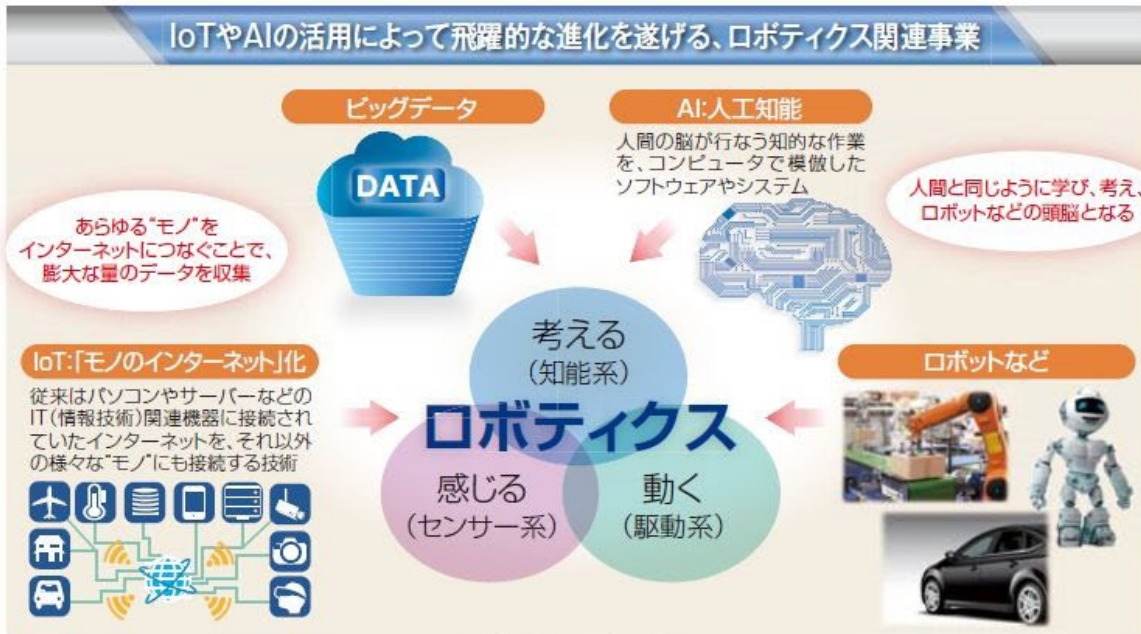 IoTやAIの活用によって飛躍的な進化を遂げる、ロボティクス関連事業
ビッグデータ
DATA
AI:人工知能
人間の脳が行なう知的な作業
を、コンピュータで模倣した
ソフトウェアやシステム
人間と同じように学び、考え、
ロボットなどの頭脳となる
あらゆる“モノ”を
インターネットにつなぐことで、
膨大な量のデータを収集
IoT:「モノのインターネット」化
従来はパソコンやサーバーなどの
IT(情報技術)関連機器に接続され
ていたインターネットを、それ以外
の様々な“モノ”にも接続する技術
考える
(知能系)
ロボティクス
感じる
(センサー系)
動く
(駆動系)
ロボットなど